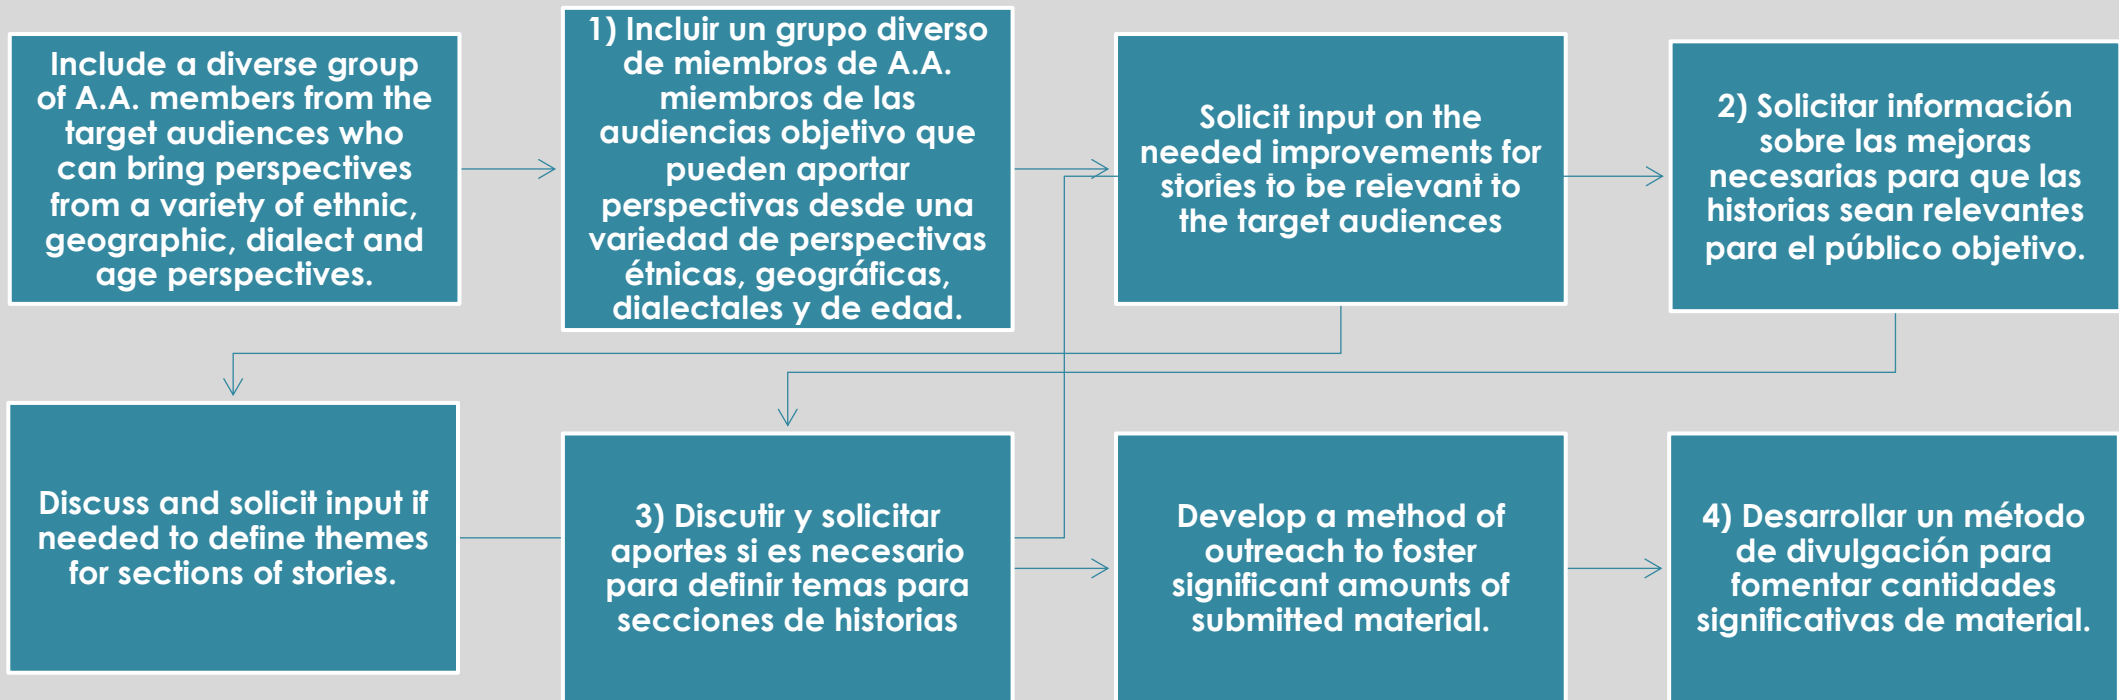 Include a diverse group
of A.A. members from the
target audiences who
can bring perspectives
from a variety of ethnic,
geographic, dialect and
age perspectives.
1) Incluir un grupo diverso
de miembros de A.A.
miembros de las
audiencias objetivo que
pueden aportar
perspectivas desde una
variedad de perspectivas
étnicas, geográficas,
dialectales y de edad.
Solicit input on the
needed improvements for
stories to be relevant to
the target audiences
2) Solicitar información
sobre las mejoras
necesarias para que las
historias sean relevantes
para el público objetivo.
Discuss and solicit input if
needed to define themes
for sections of stories.
3) Discutir y solicitar
aportes si es necesario
para definir temas para
secciones de historias
Develop a method of
outreach to foster
significant amounts of
submitted material.
4) Desarrollar un método
de divulgación para
fomentar cantidades
significativas de material.